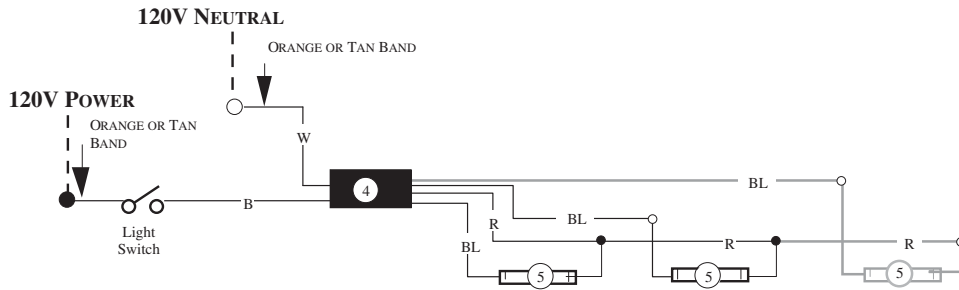 120V NEUTRAL
ORANGE OR TAN BAND
120V POWER
ORANGE OR TAN
BAND
W
4
BL
B
R
BL
Light
Switch
BL
R
R
5
5
5